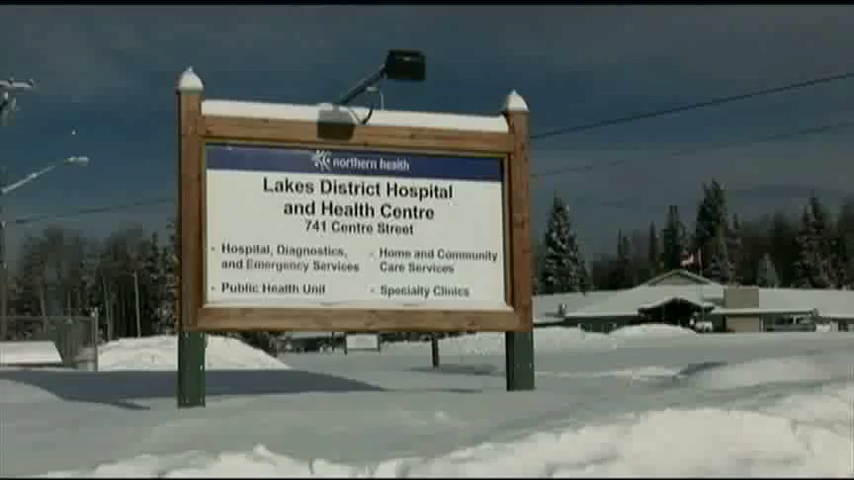 northern health
Lakes District Hospital
and Health Centre
741 Centre Street
- Hospital, Diagnostics,
and Emergency Services
- Public Health Unit
- Home and Community
Care Services
- Specialty Clinics